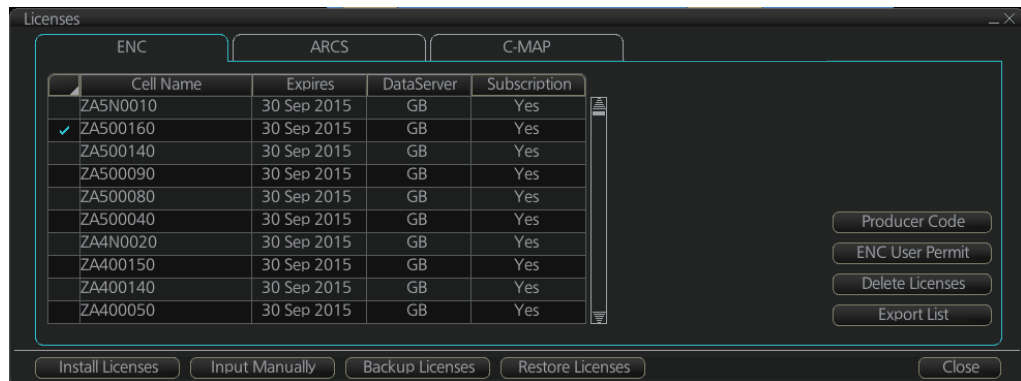 Licenses
ENC ARCS C-MAP
Cell Name Expires DataServer Subscription
ZA5N0010 30 Sep 2015 GB Yes
ZA500160 30 Sep 2015 GB Yes
ZA500140 30 Sep 2015 GB Yes
ZA500090 30 Sep 2015 GB Yes
ZA500080 30 Sep 2015 GB Yes
ZA500040 30 Sep 2015 GB Yes
ZA4N0020 30 Sep 2015 GB Yes
ZA400150 30 Sep 2015 GB Yes
ZA400140 30 Sep 2015 GB Yes
ZA400050 30 Sep 2015 GB Yes
Producer Code
ENC User Permit
Delete Licenses
Export List
Install Licenses Input Manually Backup Licenses Restore Licenses Close